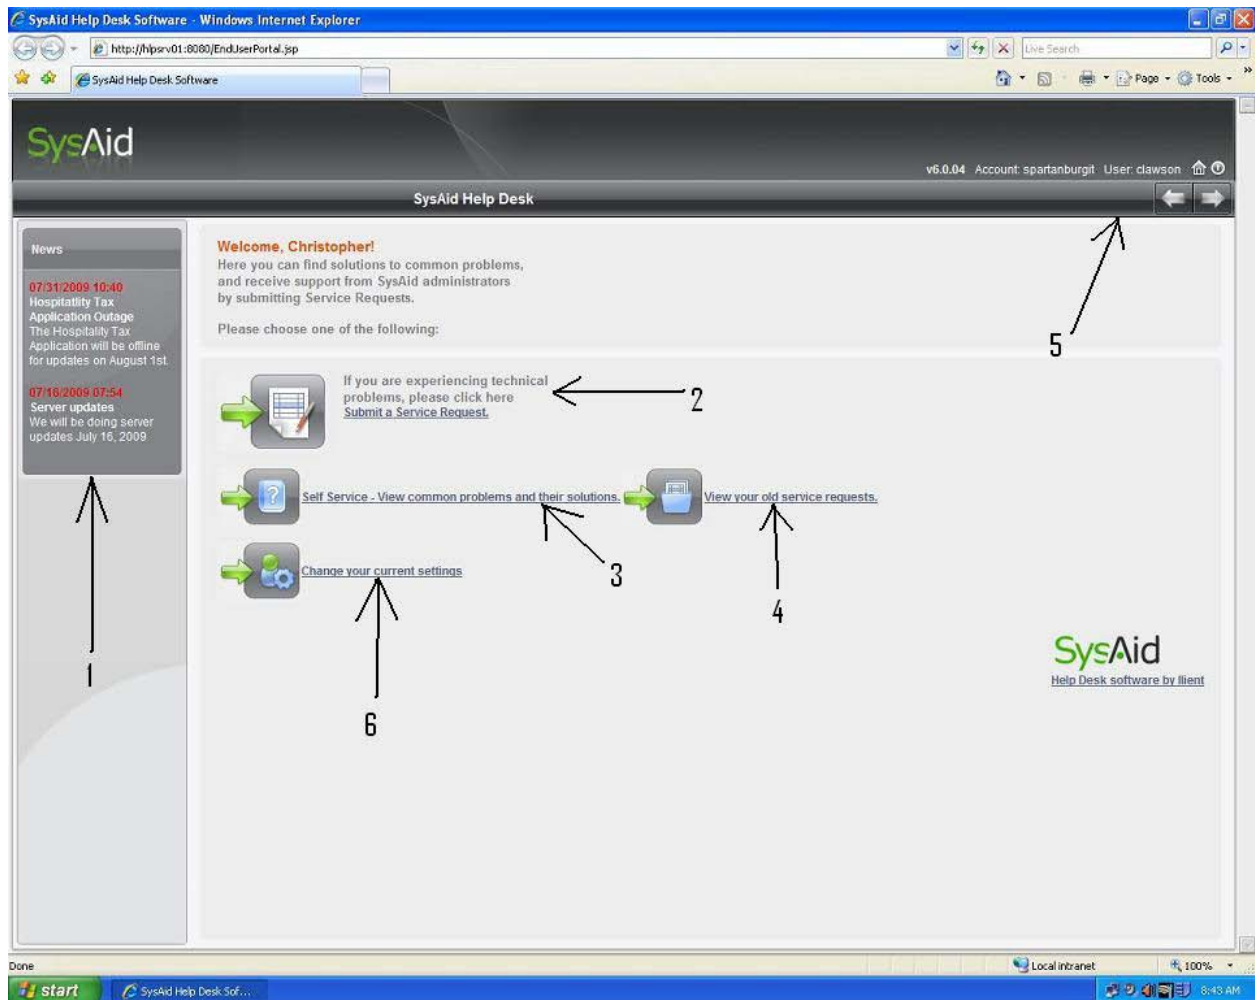 SysAid Help Desk Software - Windows Internet Explorer
http://hlpsrv01:8080/EndUserPortal.jsp
Live Search
SysAid Help Desk Software
Page
Tools
SysAid
v6.0.04 Account: spartanburgit User: clawson
SysAid Help Desk
News
07/31/2009 10:40
Hospitatlity Tax
Application Outage
The Hospitality Tax
Application will be offline
for updates on August 1st.
07/16/2009 07:54
Server updates
We will be doing server
updates July 16, 2009
1
Welcome, Christopher!
Here you can find solutions to common problems,
and receive support from SysAid administrators
by submitting Service Requests.
Please choose one of the following:
5
If you are experiencing technical
problems, please click here
Submit a Service Request.
2
Self Service - View common problems and their solutions.
View your old service requests.
3
4
Change your current settings
6
SysAid
Help Desk software by Ilient
Done
Local intranet
100%
start
SysAid Help Desk Sof...
8:43 AM